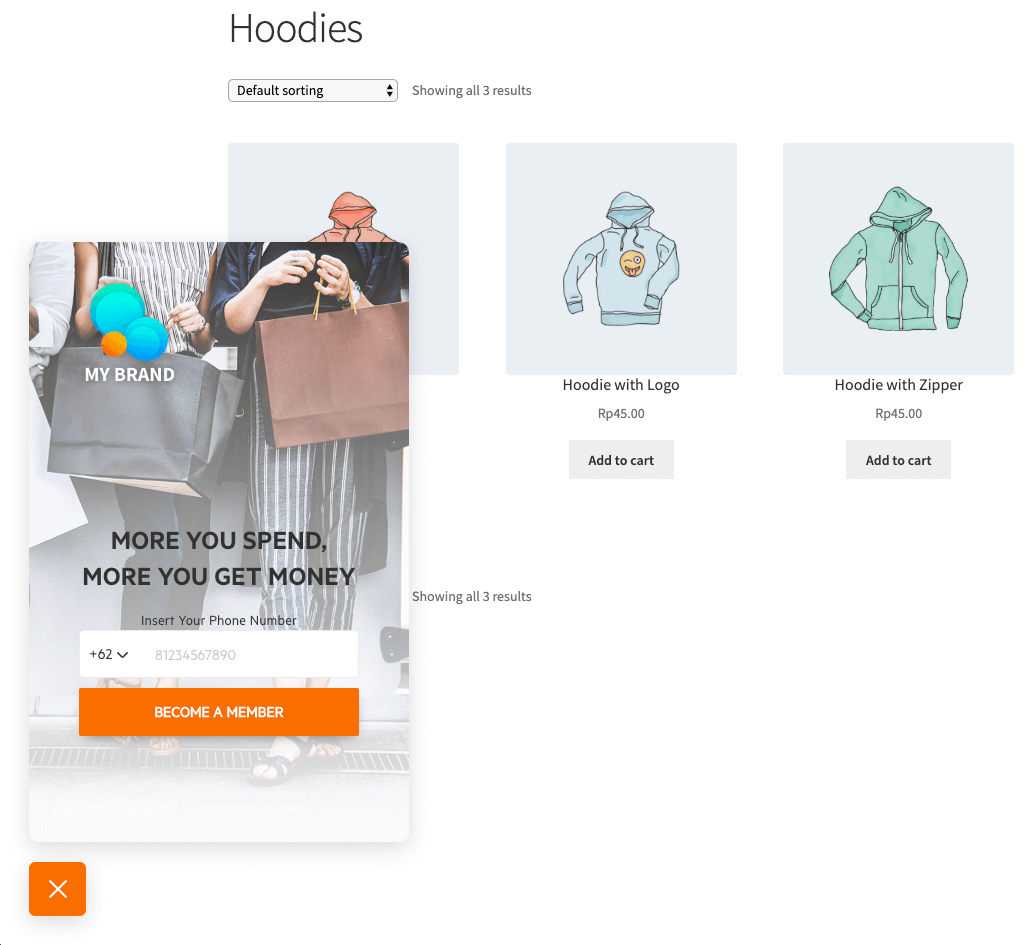 Hoodies
Default sorting
Showing all 3 results
Hoodie with Logo
Hoodie with Zipper
Rp45.00
Rp45.00
Add to cart
Add to cart
Showing all 3 results
MY BRAND
MORE YOU SPEND,
MORE YOU GET MONEY
Insert Your Phone Number
+62
81234567890
BECOME A MEMBER